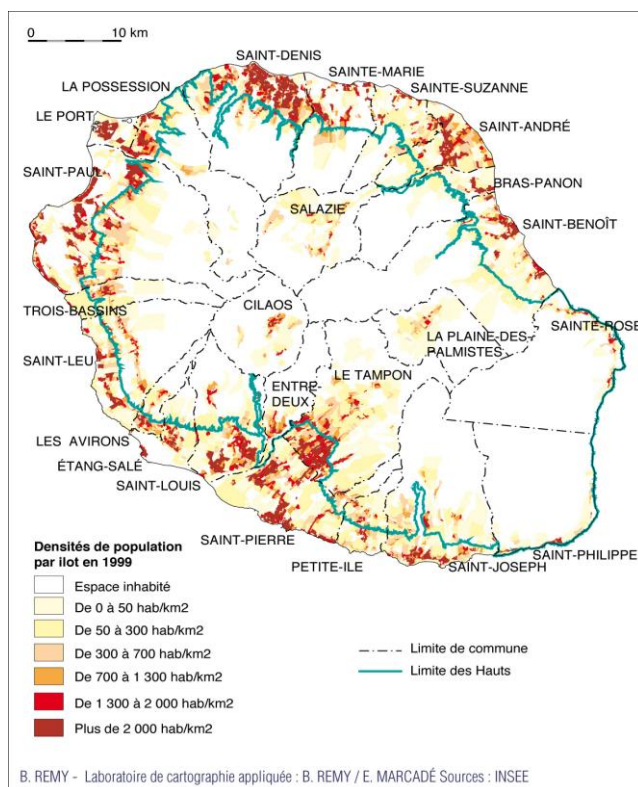 0 10 km
SAINT-DENIS
SAINTE-MARIE
LA POSSESSION
SAINTE-SUZANNE
LE PORT
SAINT-ANDRÉ
SAINT-PAUL
BRAS-PANON
SALAZIE
SAINT-BENOÎT
CILAOS
TROIS-BASSINS
SAINTE-ROSE
LA PLAINE-DES-
PALMISTES
SAINT-LEU
ENTRE-
DEUX
LE TAMPON
LES AVIRONS
ÉTANG-SALÉ
SAINT-LOUIS
SAINT-PIERRE
SAINT-PHILIPPE
PETITE-ILE
SAINT-JOSEPH
Densités de population
par ilot en 1999
Espace inhabité
De 0 à 50 hab/km2
De 50 à 300 hab/km2
De 300 à 700 hab/km2
De 700 à 1 300 hab/km2
De 1 300 à 2 000 hab/km2
Plus de 2 000 hab/km2
Limite de commune
Limite des Hauts
B. REMY - Laboratoire de cartographie appliquée : B. REMY / E. MARCADÉ Sources : INSEE